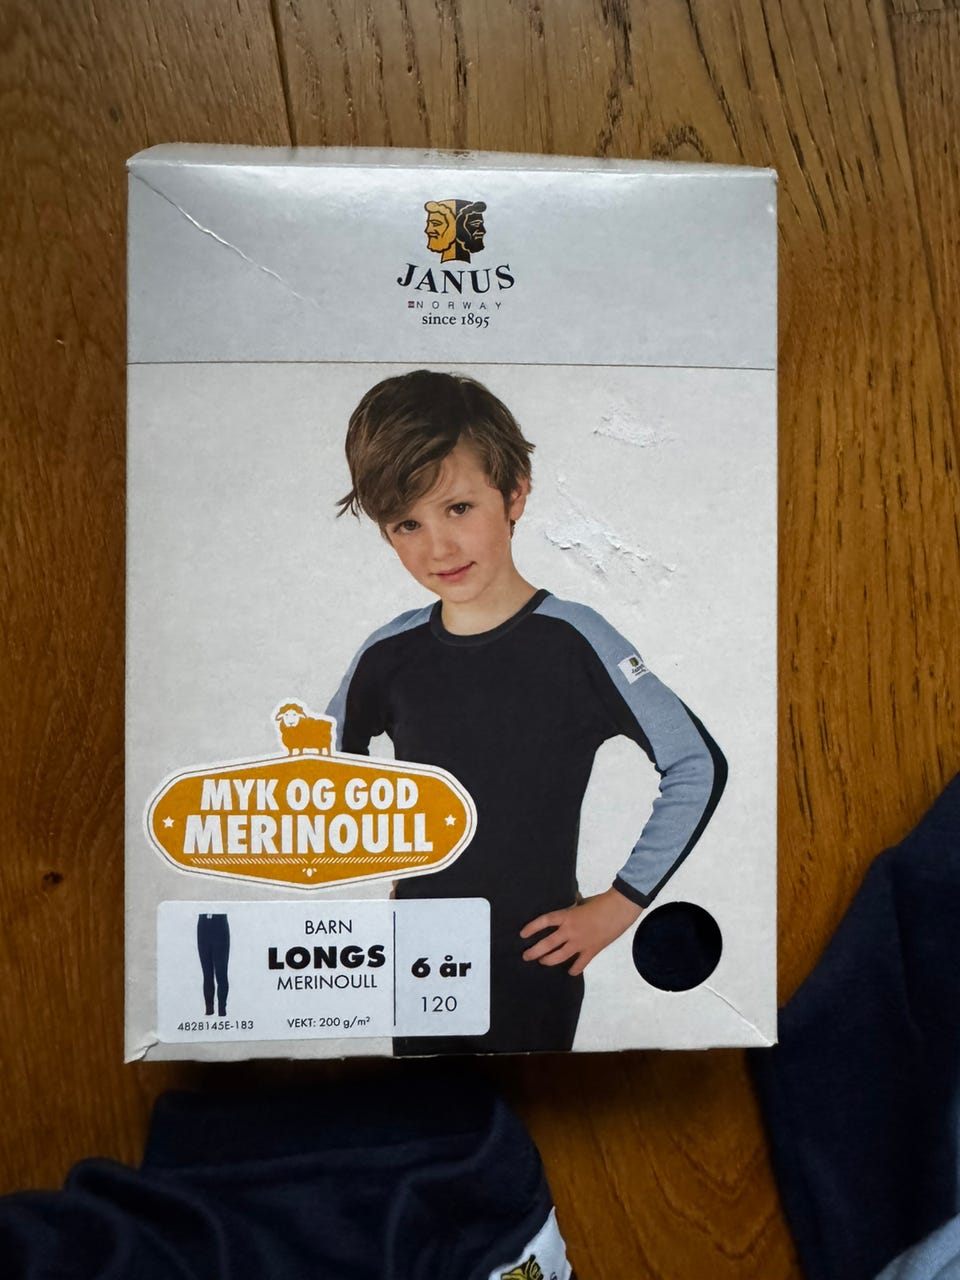 JANUS
NORWAY
since 1895
JANUS
MYK OG GOD
MERINOULL
BARN
LONGS
MERINOULL
6 år
120
4828145E-183
VEKT: 200 g/m²